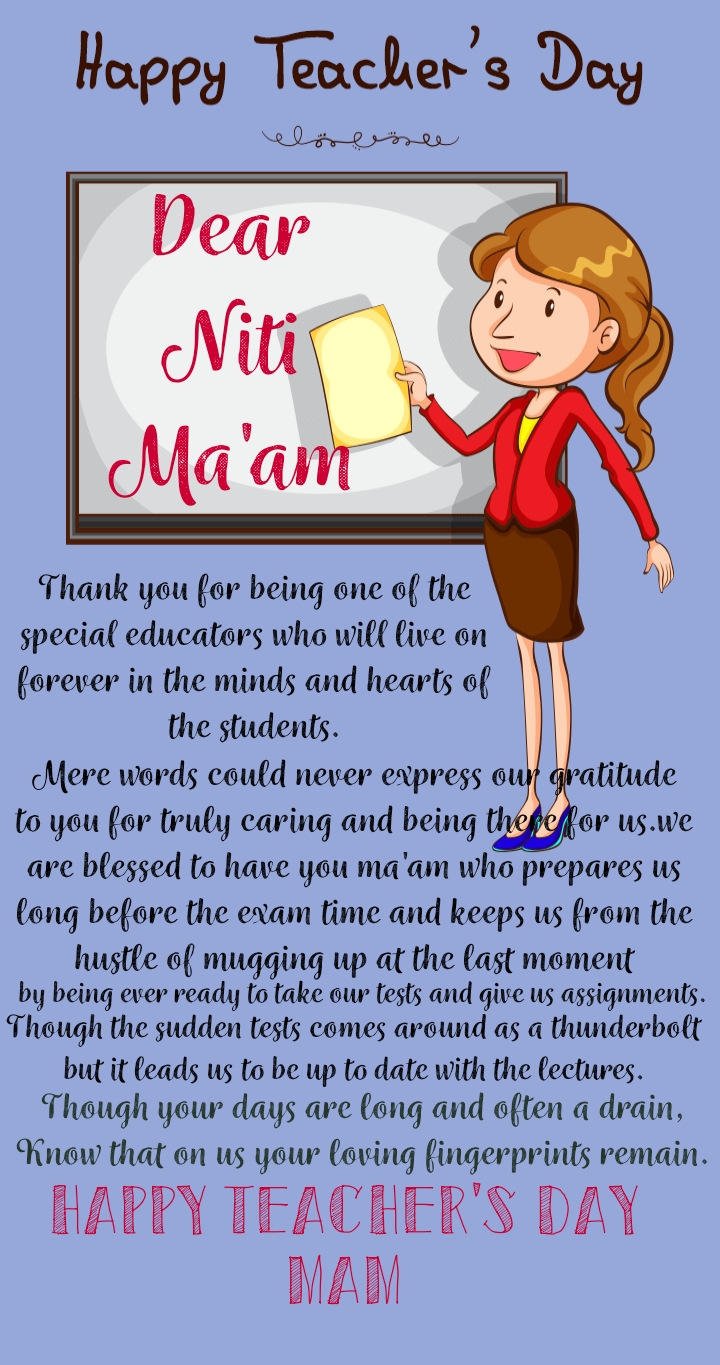 Happy Teacher's Day
Dear
Niti
Ma'am
Thank you for being one of the
special educators who will live on
forever in the minds and hearts of
the students.
Mere words could never express our gratitude
to you for truly caring and being there for us.we
are blessed to have you ma'am who prepares us
long before the exam time and keeps us from the
hustle of mugging up at the last moment
by being ever ready to take our tests and give us assignments.
Though the sudden tests comes around as a thunderbolt
but it leads us to be up to date with the lectures.
Though your days are long and often a drain,
Know that on us your loving fingerprints remain.
HAPPY TEACHER'S DAY
MAM